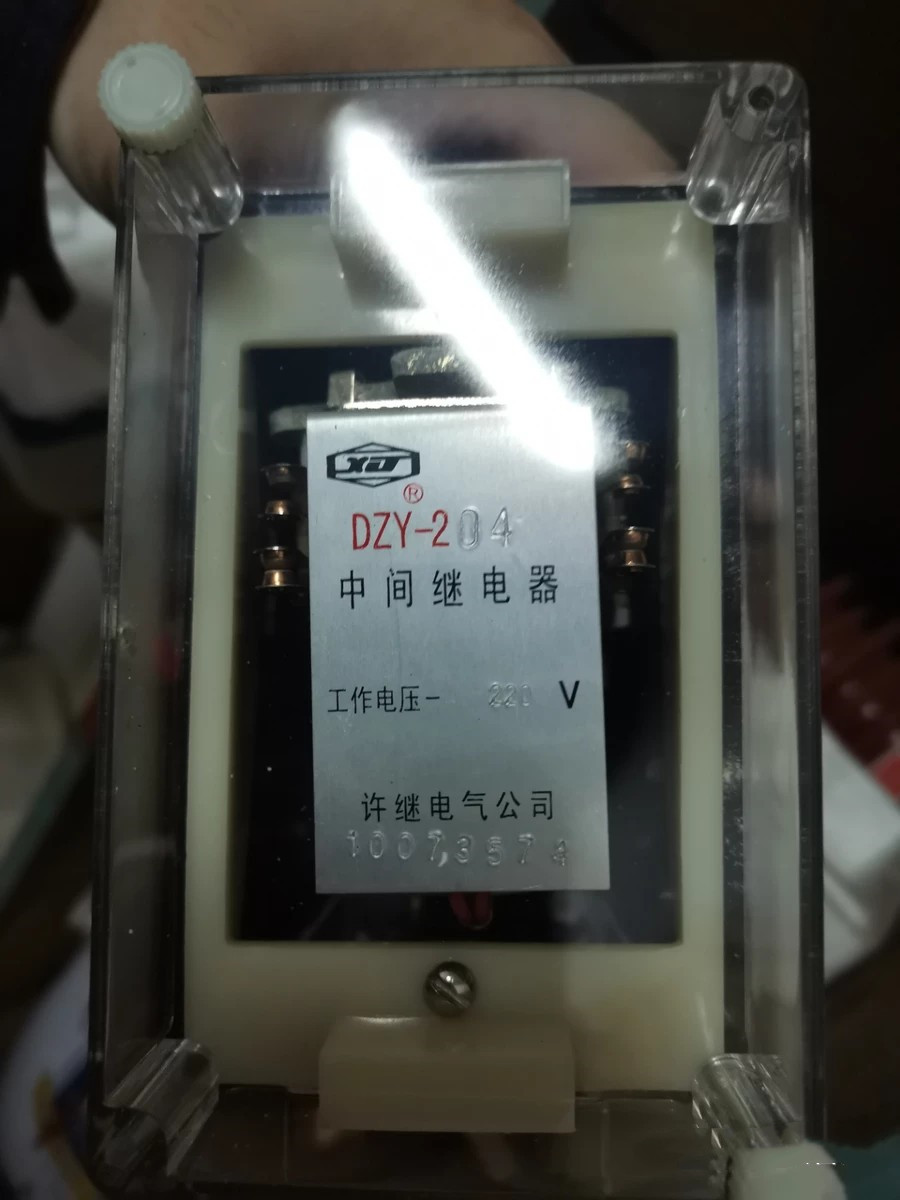 XJ
®
DZY-204
中间继电器
工作电压- 220 V
许继电气公司
10073574